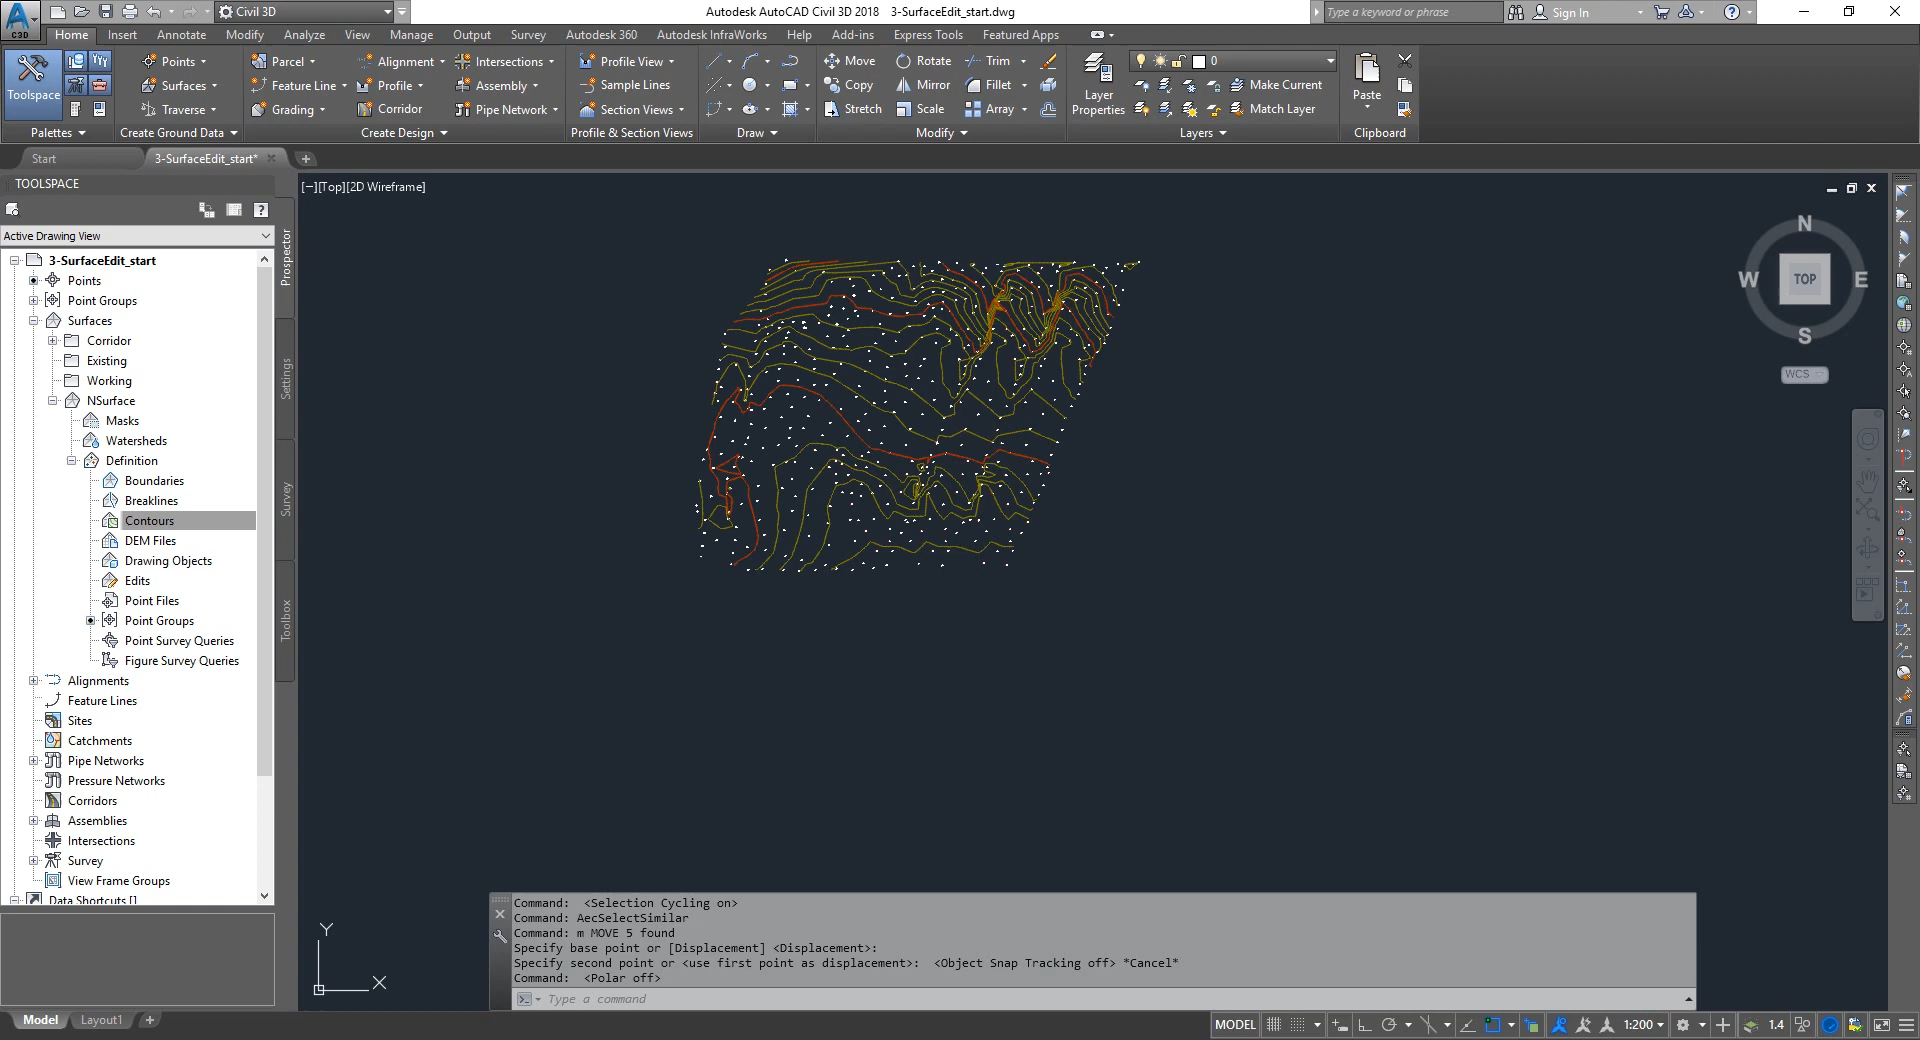 C3D
Civil 3D
Autodesk AutoCAD Civil 3D 2018 3-SurfaceEdit_start.dwg
Type a keyword or phrase
Sign In
Home Insert Annotate Modify Analyze View Manage Output Survey Autodesk 360 Autodesk InfraWorks Help Add-ins Express Tools Featured Apps
Toolspace
Points
Surfaces
Traverse
Parcel
Feature Line
Grading
Alignment
Profile
Corridor
Intersections
Assembly
Pipe Network
Profile View
Sample Lines
Section Views
Move
Copy
Stretch
Rotate
Mirror
Scale
Trim
Fillet
Array
Layer
Properties
0
Make Current
Match Layer
Paste
Palettes
Create Ground Data
Create Design
Profile & Section Views
Draw
Modify
Layers
Clipboard
Start
3-SurfaceEdit_start*
TOOLSPACE
Active Drawing View
3-SurfaceEdit_start
Points
Point Groups
Surfaces
Corridor
Existing
Working
NSurface
Masks
Watersheds
Definition
Boundaries
Breaklines
Contours
DEM Files
Drawing Objects
Edits
Point Files
Point Groups
Point Survey Queries
Figure Survey Queries
Alignments
Feature Lines
Sites
Catchments
Pipe Networks
Pressure Networks
Corridors
Assemblies
Intersections
Survey
View Frame Groups
Data Shortcuts []
Prospector
Settings
Survey
Toolbox
[−][Top][2D Wireframe]
N
W
TOP
E
S
WCS
Y
X
Command: <Selection Cycling on>
Command: AecSelectSimilar
Command: m MOVE 5 found
Specify base point or [Displacement] <Displacement>:
Specify second point or <use first point as displacement>: <Object Snap Tracking off> *Cancel*
Command: <Polar off>
Type a command
Model
Layout1
MODEL
1:200
1.4